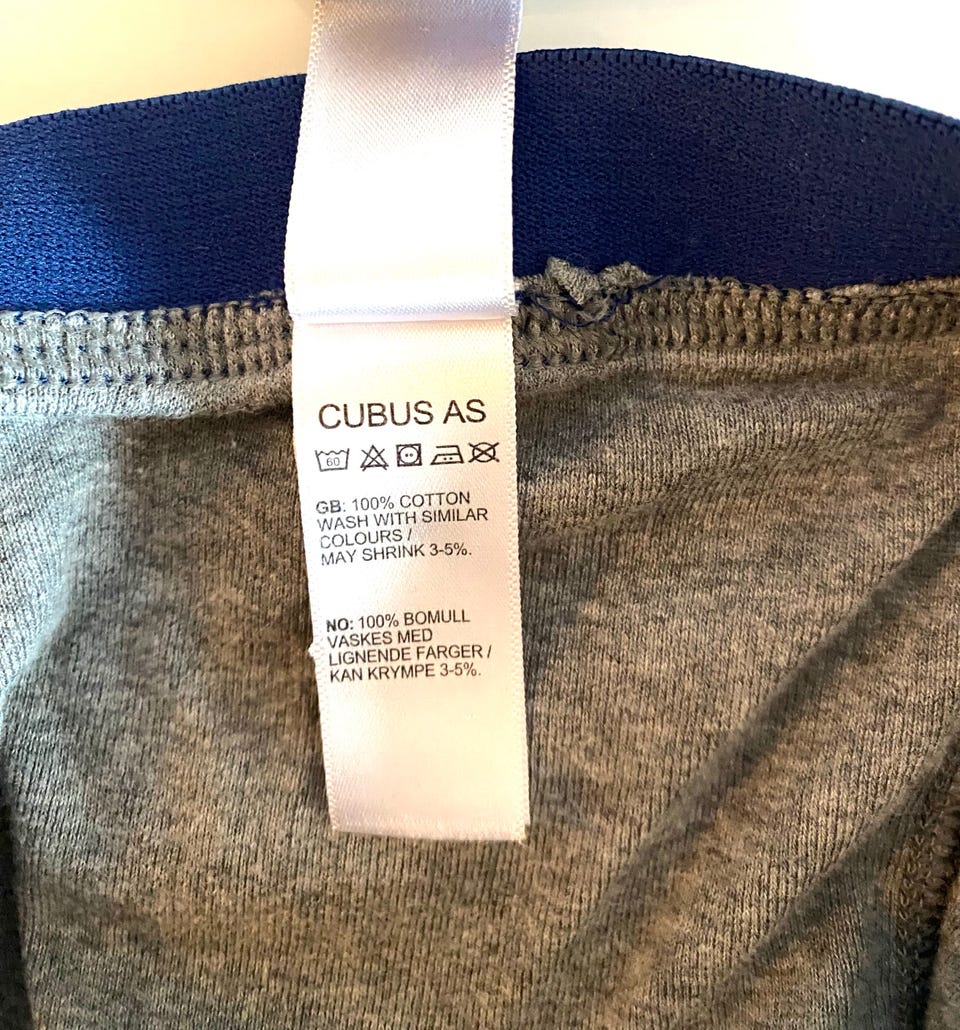 CUBUS AS
60
GB: 100% COTTON
WASH WITH SIMILAR
COLOURS /
MAY SHRINK 3-5%.
NO: 100% BOMULL
VASKES MED
LIGNENDE FARGER /
KAN KRYMPE 3-5%.